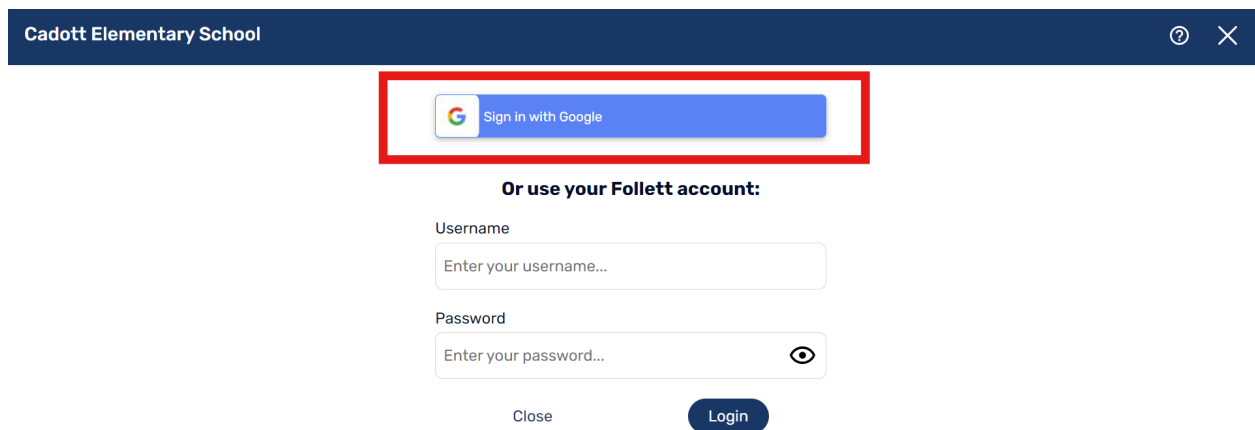 Cadott Elementary School
Sign in with Google
Or use your Follett account:
Username
Enter your username...
Password
Enter your password...
Close
Login